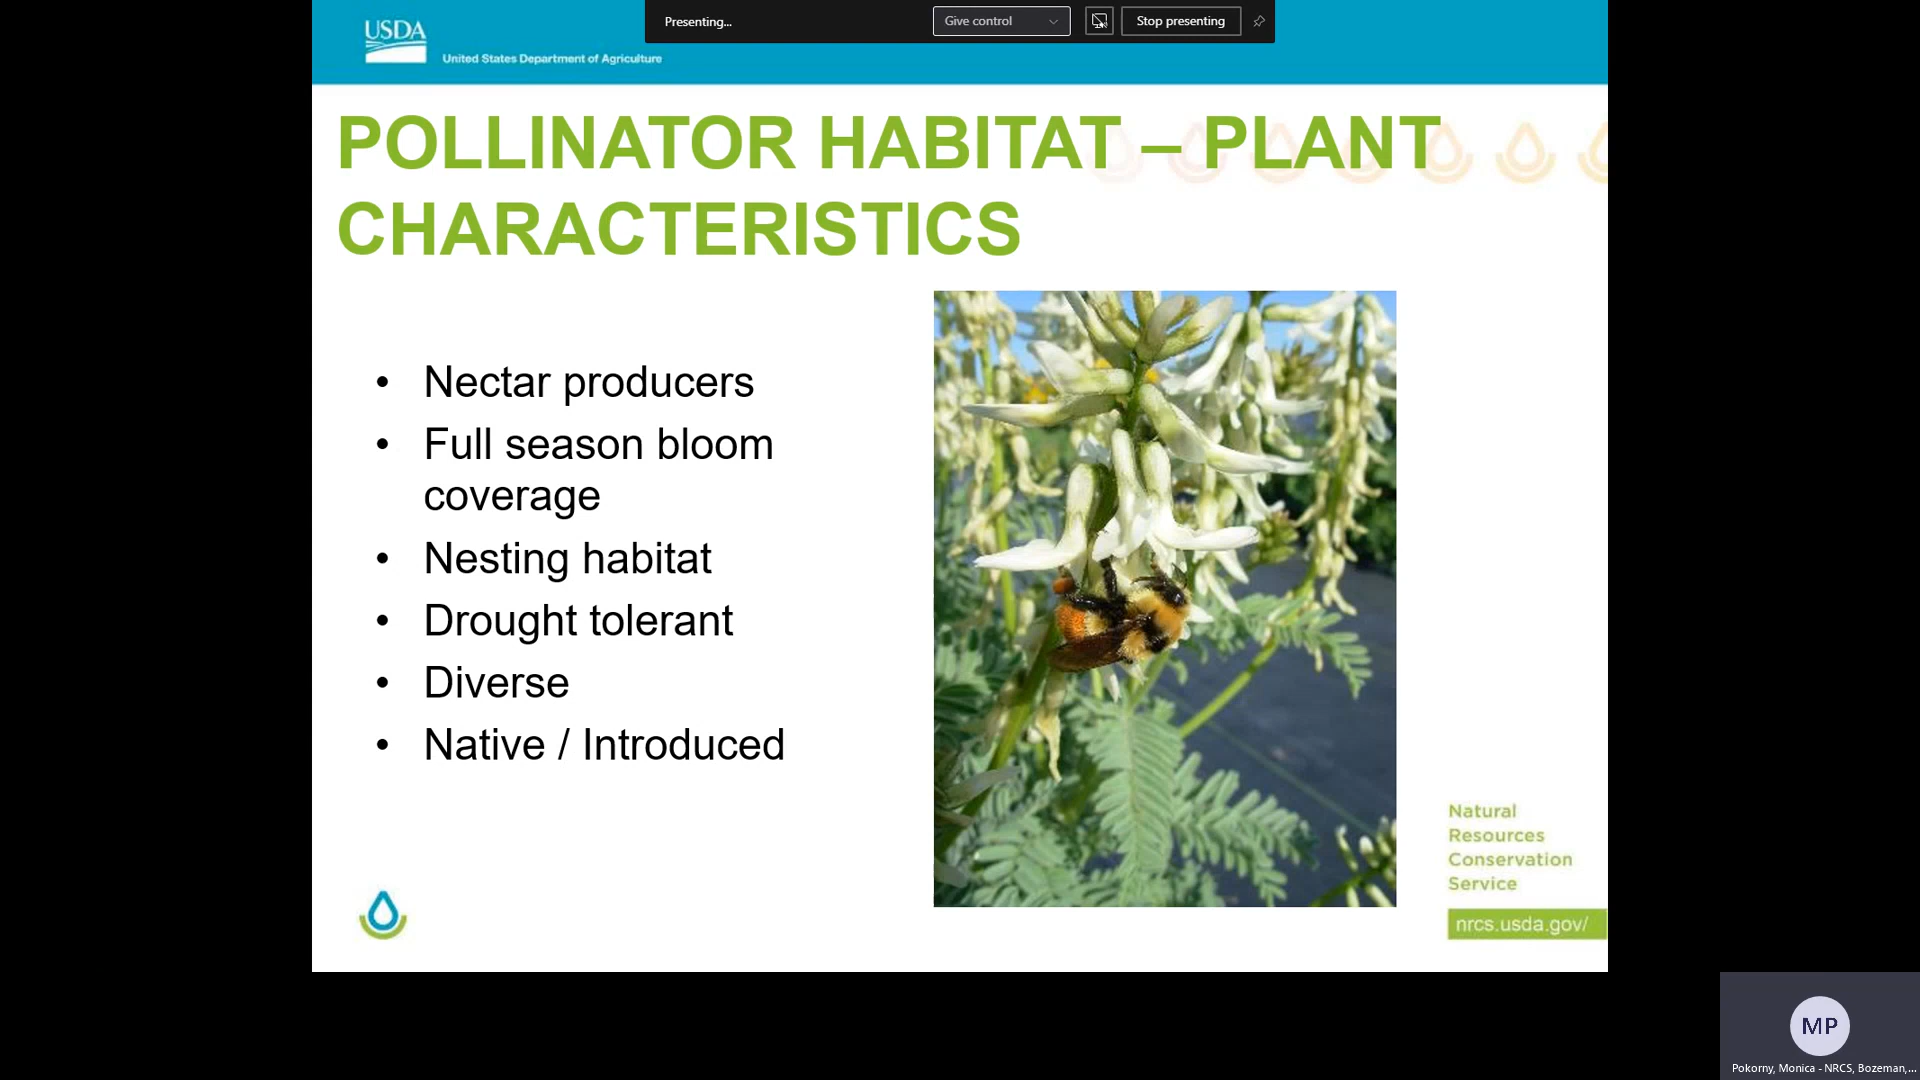 Presenting...
Give control
Stop presenting
USDA
United States Department of Agriculture
POLLINATOR HABITAT – PLANT
CHARACTERISTICS
• Nectar producers
• Full season bloom
coverage
• Nesting habitat
• Drought tolerant
• Diverse
• Native / Introduced
Natural
Resources
Conservation
Service
nrcs.usda.gov/
MP
Pokorny, Monica - NRCS, Bozeman,...